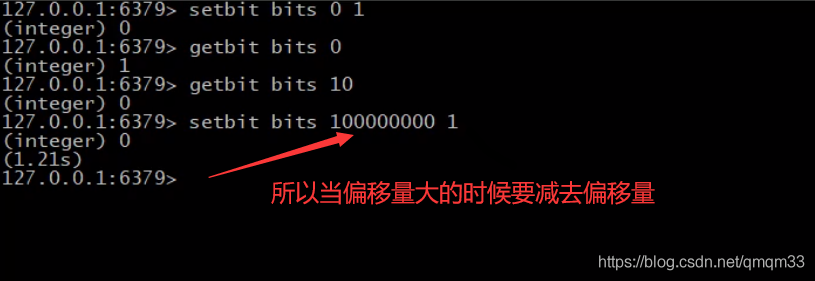 127.0.0.1:6379> setbit bits 0 1
(integer) 0
127.0.0.1:6379> getbit bits 0
(integer) 1
127.0.0.1:6379> getbit bits 10
(integer) 0
127.0.0.1:6379> setbit bits 100000000 1
(integer) 0
(1.21s)
127.0.0.1:6379>
所以当偏移量大的时候要减去偏移量
https://blog.csdn.net/qmqm33